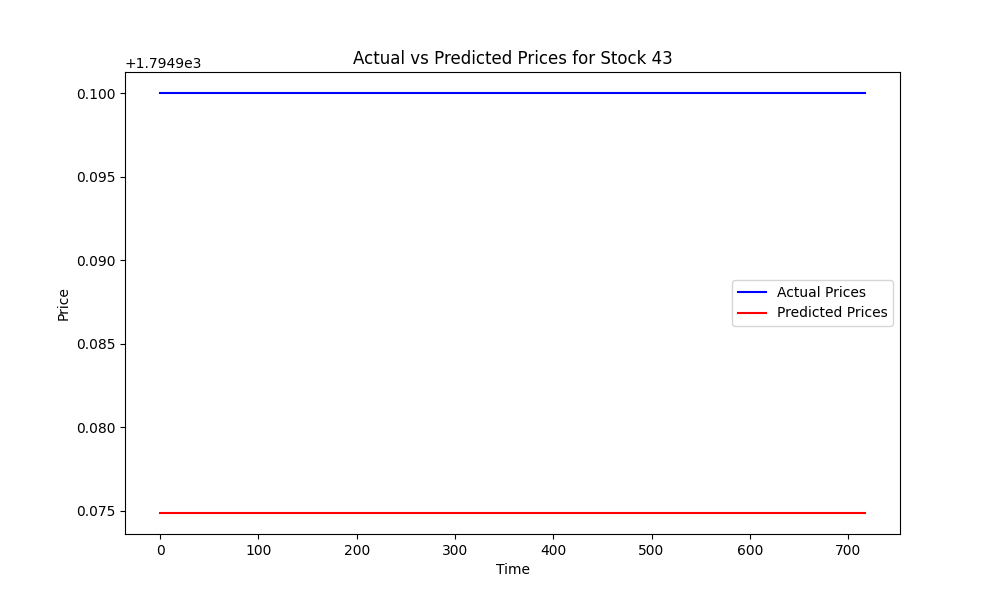 Actual vs Predicted Prices for Stock 43
+1.7949e3
0.100
0.095
0.090
0.085
0.080
0.075
Price
Actual Prices
Predicted Prices
0 100 200 300 400 500 600 700
Time